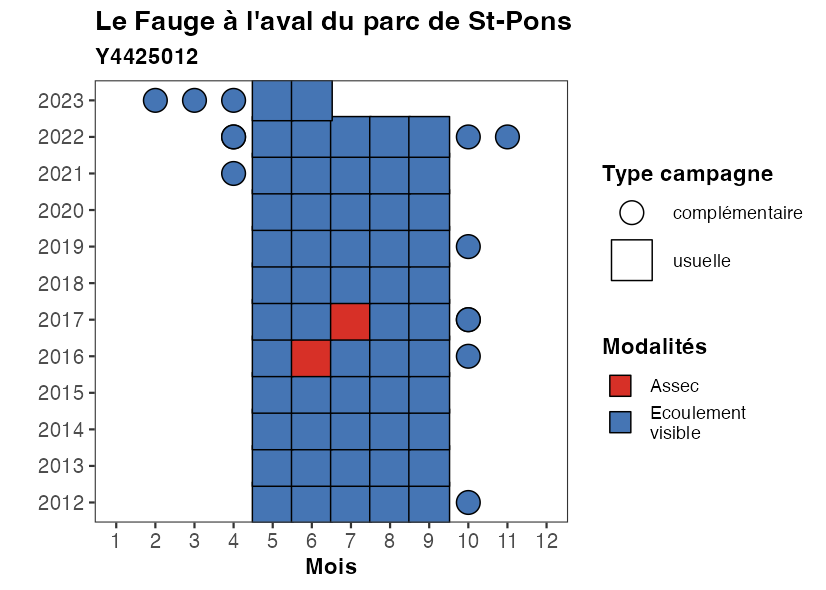 Le Fauge à l'aval du parc de St-Pons
Y4425012
2023
2022
2021
2020
2019
2018
2017
2016
2015
2014
2013
2012
1 2 3 4 5 6 7 8 9 10 11 12
Mois
Type campagne
complémentaire
usuelle
Modalités
Assec
Ecoulement
visible